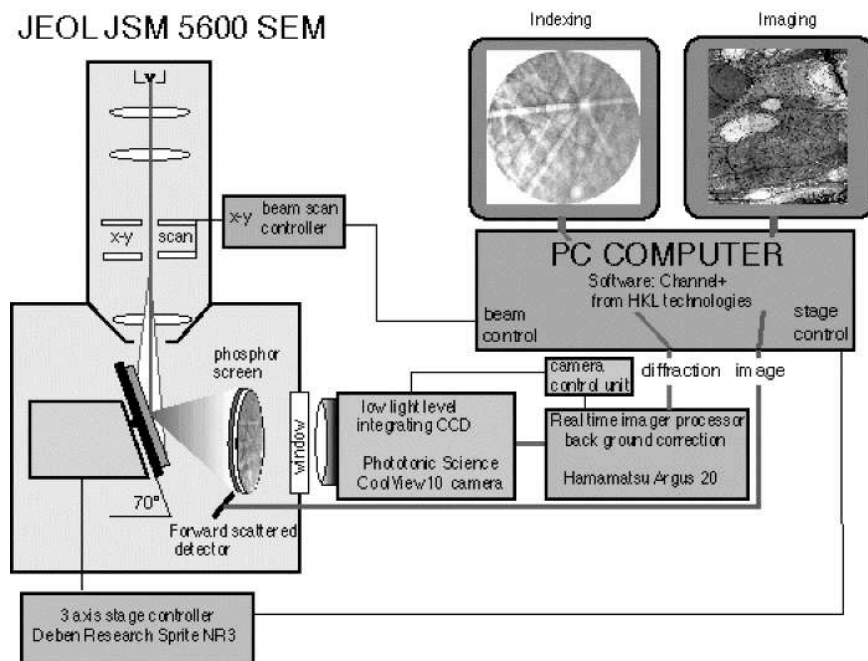 JEOL JSM 5600 SEM
Indexing
Imaging
x-y
scan
x-y beam scan
controller
PC COMPUTER
Software: Channel+
from HKL technologies
beam
control
stage
control
phosphor
screen
window
low light level
integrating CCD
Phototonic Science
CoolView10 camera
camera
control unit
diffraction
image
Real time imager processor
back ground correction
Hamamatsu Argus 20
70°
Forward scattered
detector
3 axis stage controller
Deben Research Sprite NR3